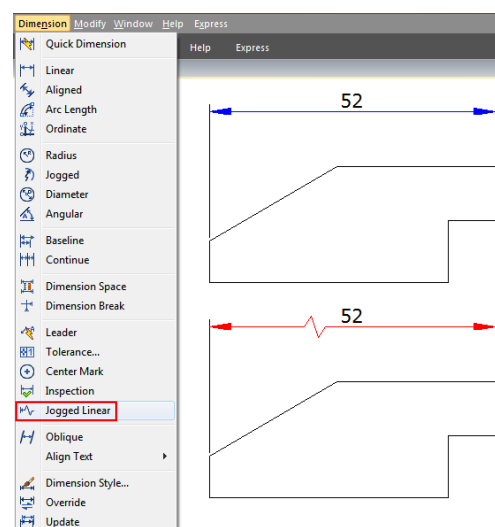 Dimension Modify Window Help Express
Quick Dimension
Help Express
Linear
Aligned
Arc Length
Ordinate
Radius
Jogged
Diameter
Angular
Baseline
Continue
Dimension Space
Dimension Break
Leader
Tolerance...
Center Mark
Inspection
Jogged Linear
Oblique
Align Text
Dimension Style...
Override
Update
52
52